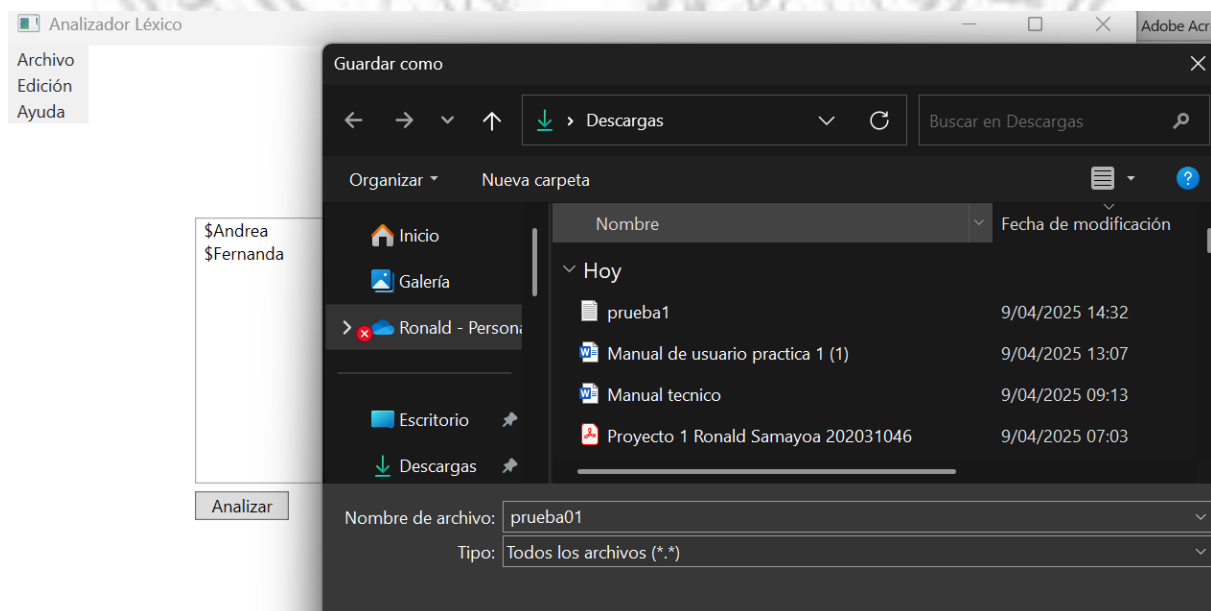 Analizador Léxico
Adobe Acr
Archivo
Edición
Ayuda
$Andrea
$Fernanda
Analizar
Guardar como
Descargas
Buscar en Descargas
Organizar
Nueva carpeta
Inicio
Galería
Ronald - Persona
Escritorio
Descargas
Nombre
Fecha de modificación
Hoy
prueba1 9/04/2025 14:32
Manual de usuario practica 1 (1) 9/04/2025 13:07
Manual tecnico 9/04/2025 09:13
Proyecto 1 Ronald Samayoa 202031046 9/04/2025 07:03
Nombre de archivo: prueba01
Tipo: Todos los archivos (*.*)